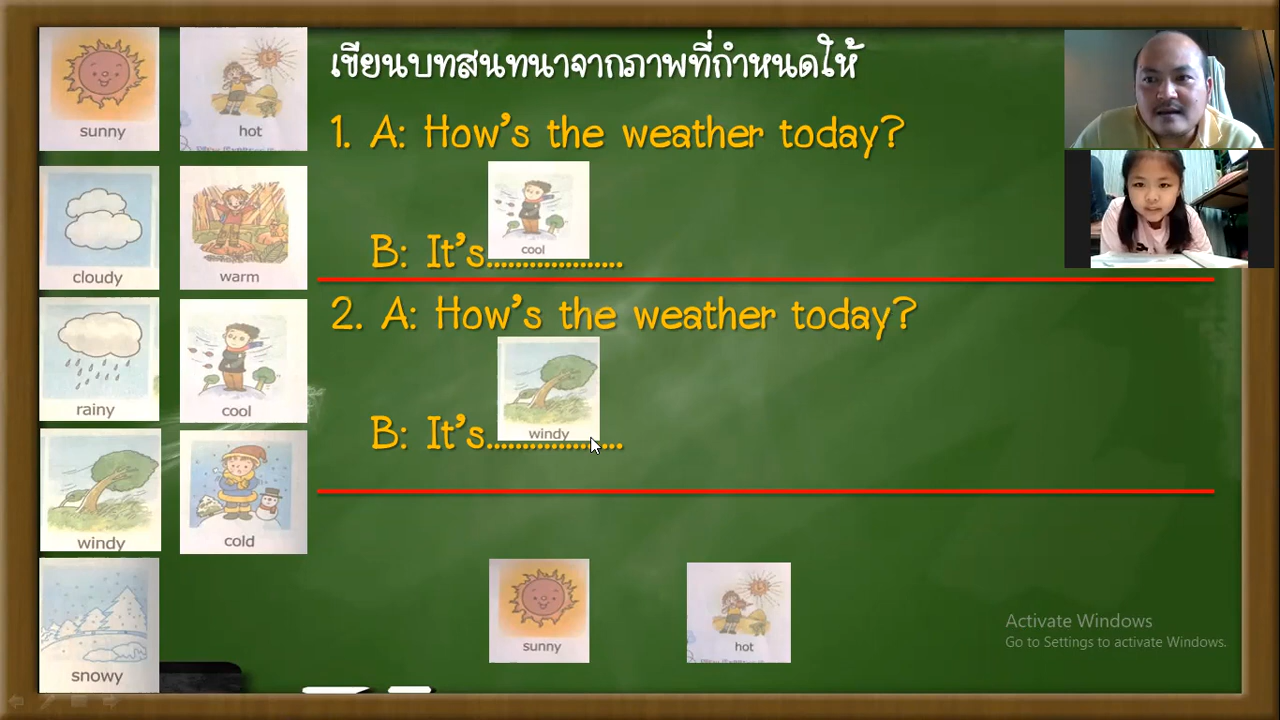 เขียนบทสนทนาจากภาพที่กำหนดให้
1. A: How's the weather today?
cool
B: It's...................
2. A: How's the weather today?
windy
B: It's...................
sunny
hot
cloudy
warm
rainy
cool
windy
cold
snowy
sunny
hot
Activate Windows
Go to Settings to activate Windows.